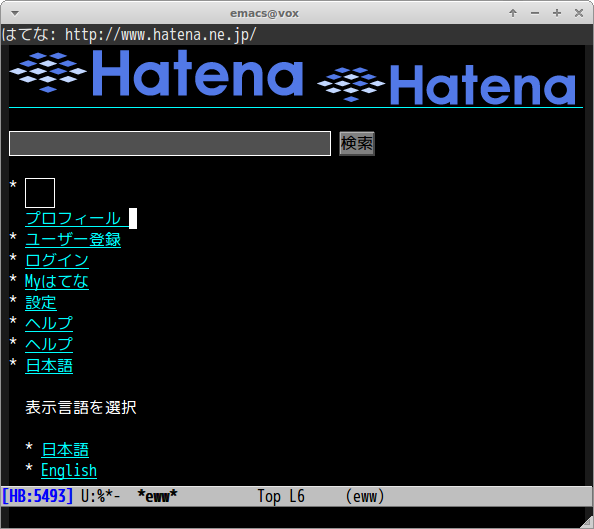 emacs@vox
はてな: http://www.hatena.ne.jp/
Hatena Hatena
検索
*
プロフィール
* ユーザー登録
* ログイン
* Myはてな
* 設定
* ヘルプ
* ヘルプ
* 日本語
表示言語を選択
* 日本語
* English
[HB:5493] U:%*- *eww* Top L6 (eww)